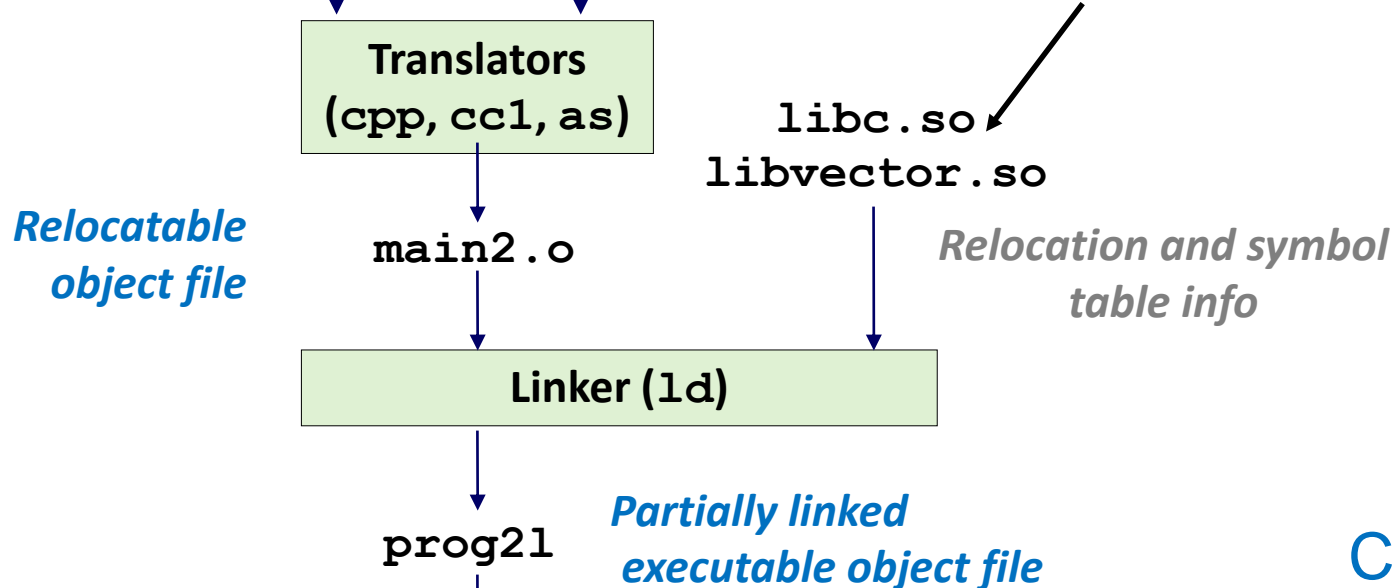 Translators
(cpp, cc1, as)
libc.so
libvector.so
Relocatable
object file
main2.o
Relocation and symbol
table info
Linker (ld)
prog2l
Partially linked
executable object file
C